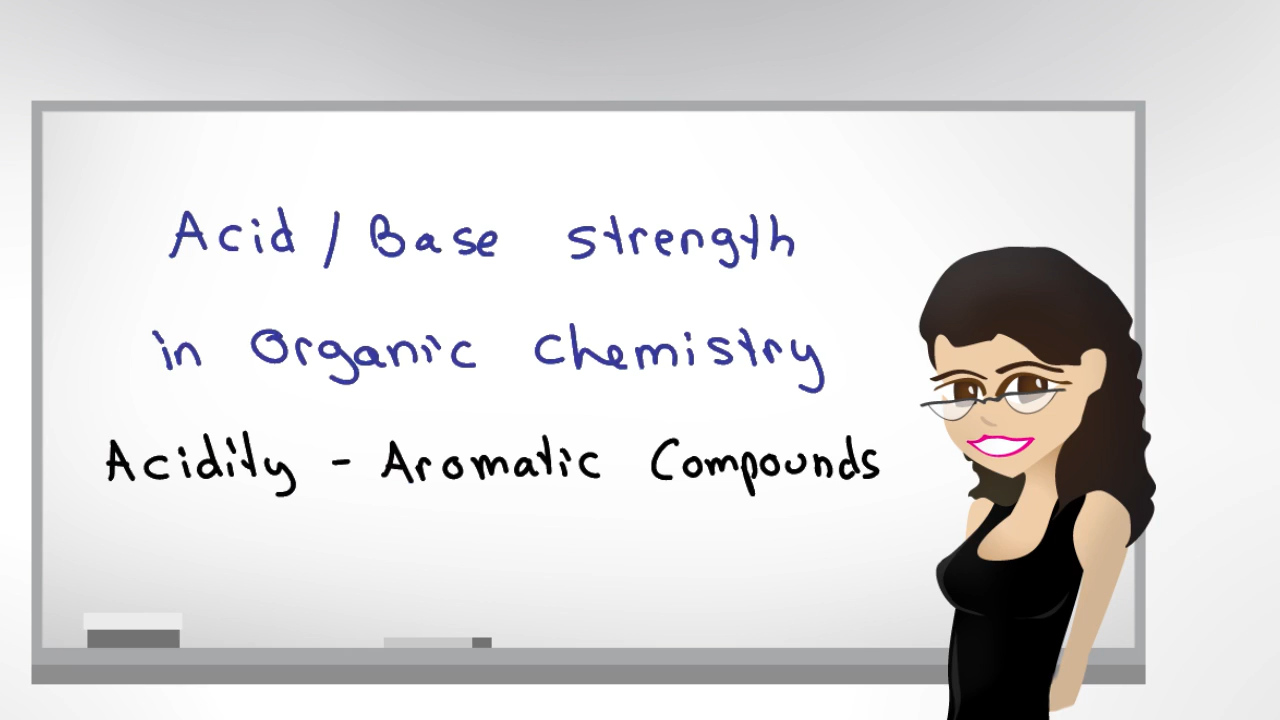 Acid / Base strength
in Organic Chemistry
Acidity - Aromatic Compounds